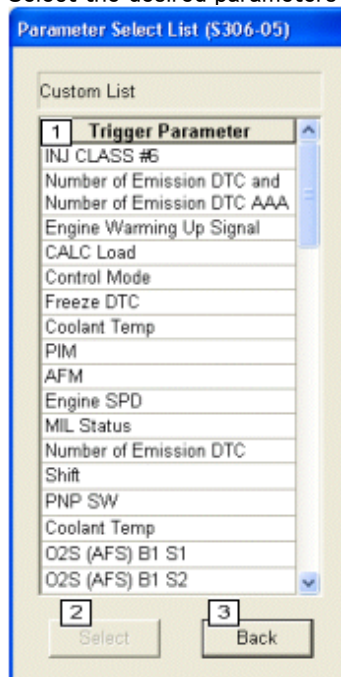 Select the desired parameters
Parameter Select List (S306-05)
Custom List
1 Trigger Parameter
INJ CLASS #6
Number of Emission DTC and
Number of Emission DTC AAA
Engine Warming Up Signal
CALC Load
Control Mode
Freeze DTC
Coolant Temp
PIM
AFM
Engine SPD
MIL Status
Number of Emission DTC
Shift
PNP SW
Coolant Temp
O2S (AFS) B1 S1
O2S (AFS) B1 S2
2 3
Select Back